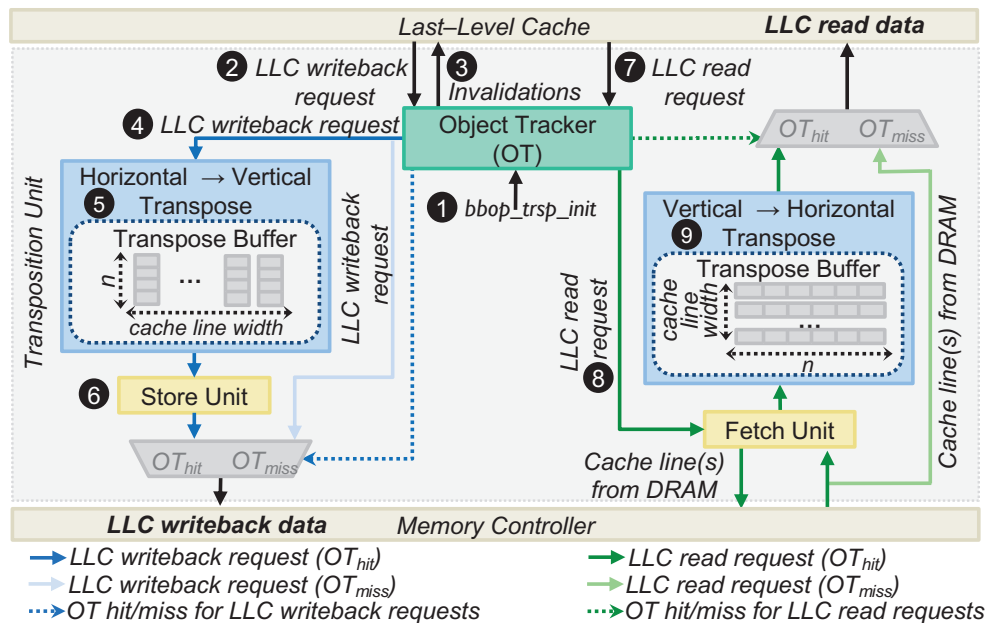 Last–Level Cache
LLC read data
2 LLC writeback
request
3
Invalidations
7 LLC read
request
4 LLC writeback request
Object Tracker
(OT)
OThit OTmiss
Transposition Unit
Horizontal → Vertical
5 Transpose
Transpose Buffer
n
...
cache line width
LLC writeback
request
1 bbop_trsp_init
Vertical → Horizontal
9 Transpose
Transpose Buffer
cache
line
width
...
n
LLC read
request
8
Cache line(s) from DRAM
6 Store Unit
Fetch Unit
OThit OTmiss
Cache line(s)
from DRAM
LLC writeback data
Memory Controller
LLC writeback request (OThit)
LLC writeback request (OTmiss)
OT hit/miss for LLC writeback requests
LLC read request (OThit)
LLC read request (OTmiss)
OT hit/miss for LLC read requests